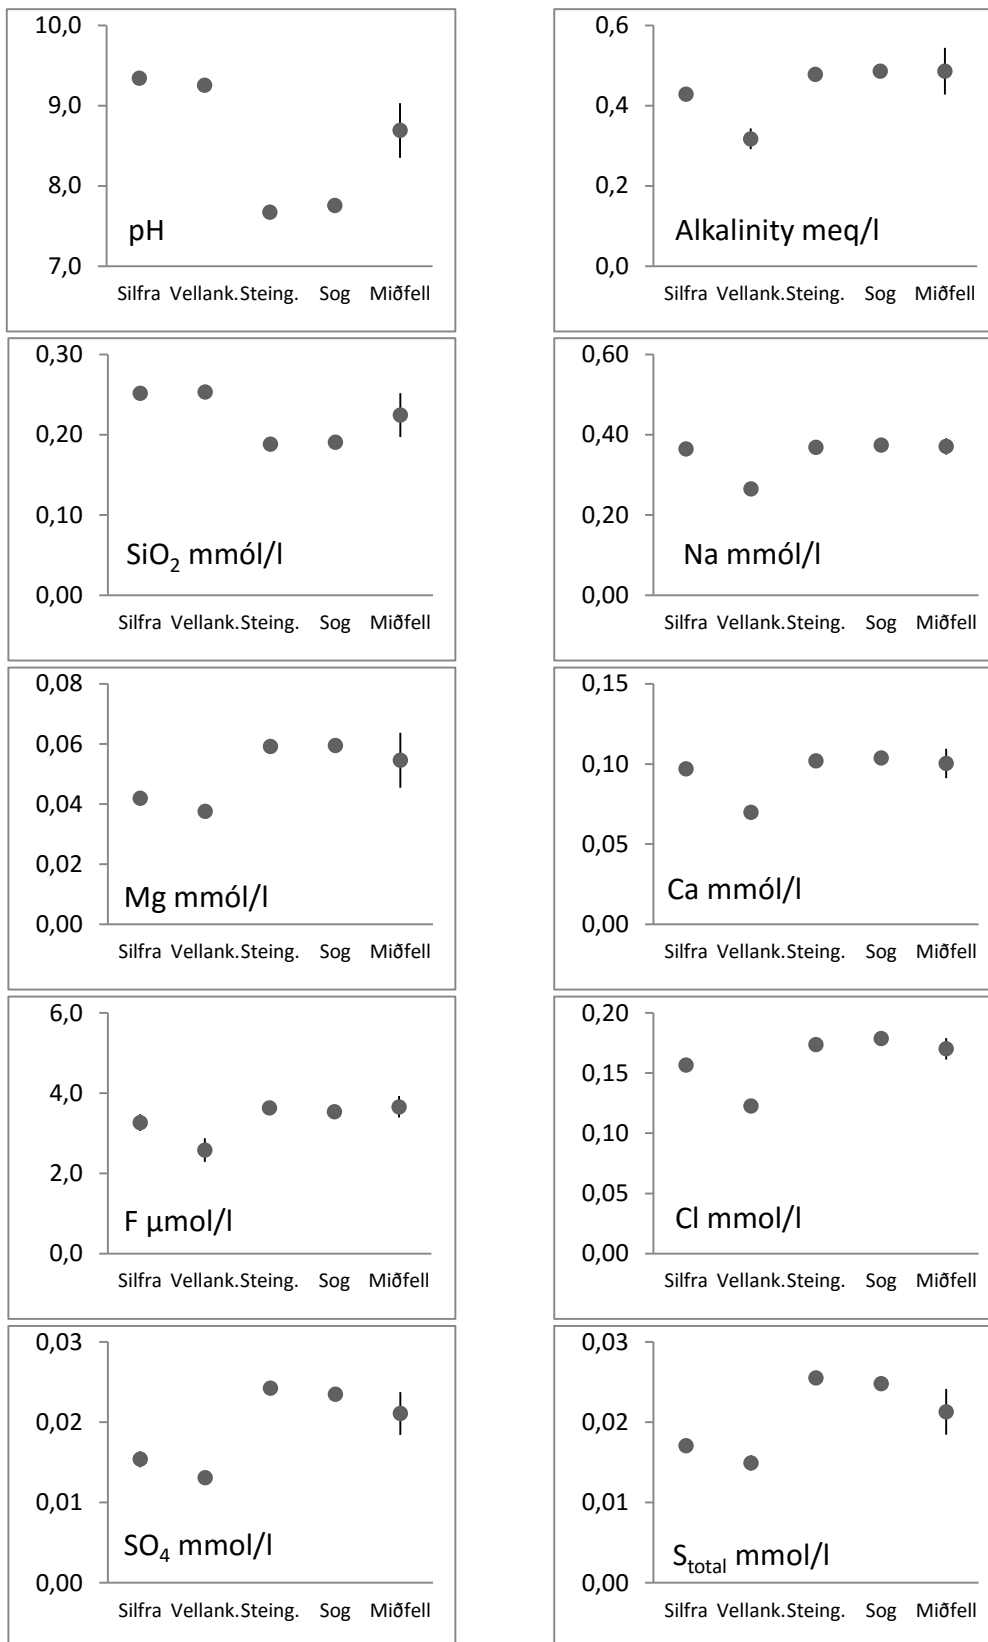 10,0
9,0
8,0
7,0
pH
Silfra Vellank. Steing. Sog Miðfell
0,6
0,4
0,2
0,0
Alkalinity meq/l
Silfra Vellank. Steing. Sog Miðfell
0,30
0,20
0,10
0,00
SiO₂ mmól/l
Silfra Vellank. Steing. Sog Miðfell
0,60
0,40
0,20
0,00
Na mmól/l
Silfra Vellank. Steing. Sog Miðfell
0,08
0,06
0,04
0,02
0,00
Mg mmól/l
Silfra Vellank. Steing. Sog Miðfell
0,15
0,10
0,05
0,00
Ca mmól/l
Silfra Vellank. Steing. Sog Miðfell
6,0
4,0
2,0
0,0
F µmol/l
Silfra Vellank. Steing. Sog Miðfell
0,20
0,15
0,10
0,05
0,00
Cl mmol/l
Silfra Vellank. Steing. Sog Miðfell
0,03
0,02
0,01
0,00
SO₄ mmol/l
Silfra Vellank. Steing. Sog Miðfell
0,03
0,02
0,01
0,00
S_total mmol/l
Silfra Vellank. Steing. Sog Miðfell